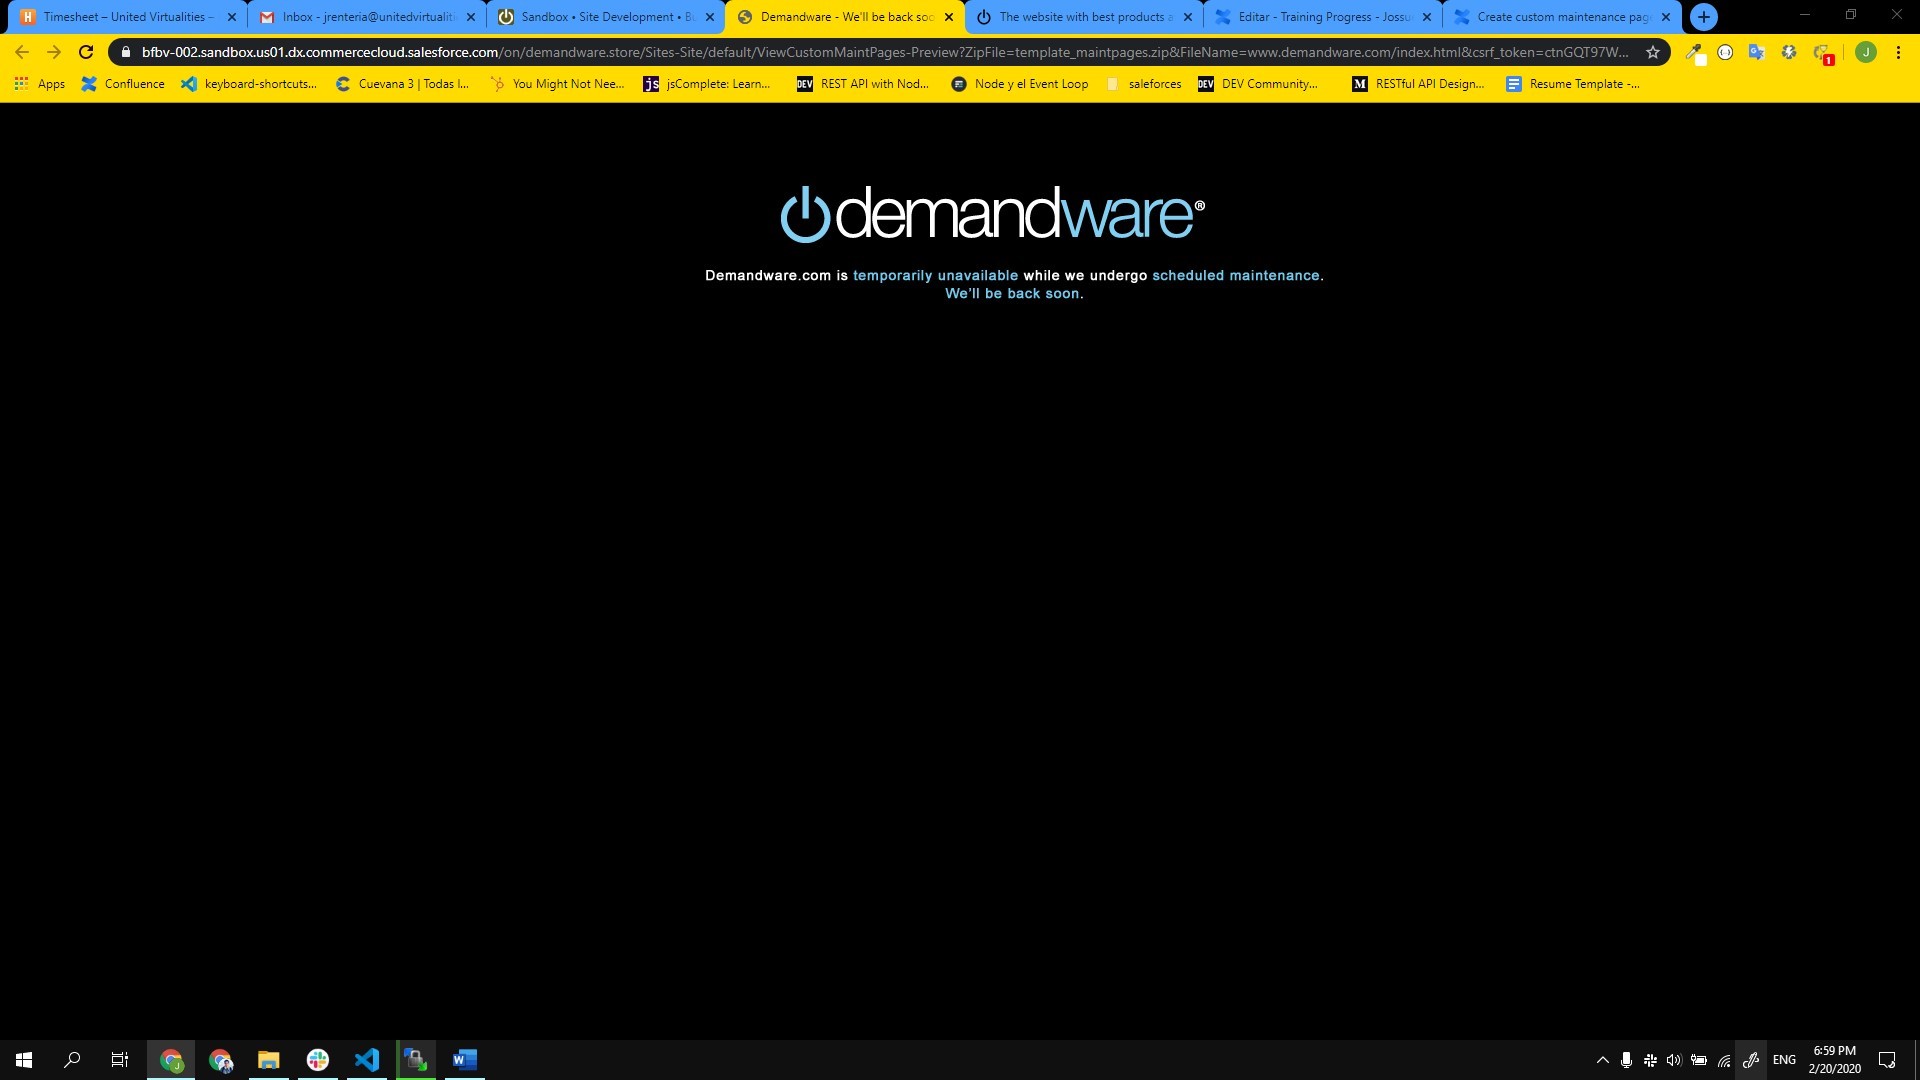 Timesheet – United Virtualities –
Inbox - jrenteria@unitedvirtualiti
Sandbox • Site Development • Bu
Demandware - We'll be back soo
The website with best products a
Editar - Training Progress - Jossu
Create custom maintenance pag
bfbv-002.sandbox.us01.dx.commercecloud.salesforce.com/on/demandware.store/Sites-Site/default/ViewCustomMaintPages-Preview?ZipFile=template_maintpages.zip&FileName=www.demandware.com/index.html&csrf_token=ctnGQT97W...
1
J
Apps
Confluence
keyboard-shortcuts...
Cuevana 3 | Todas l...
You Might Not Nee...
jsComplete: Learn...
REST API with Nod...
Node y el Event Loop
saleforces
DEV Community...
RESTful API Design...
Resume Template -...
demandware®
Demandware.com is temporarily unavailable while we undergo scheduled maintenance.
We'll be back soon.
ENG
6:59 PM
2/20/2020